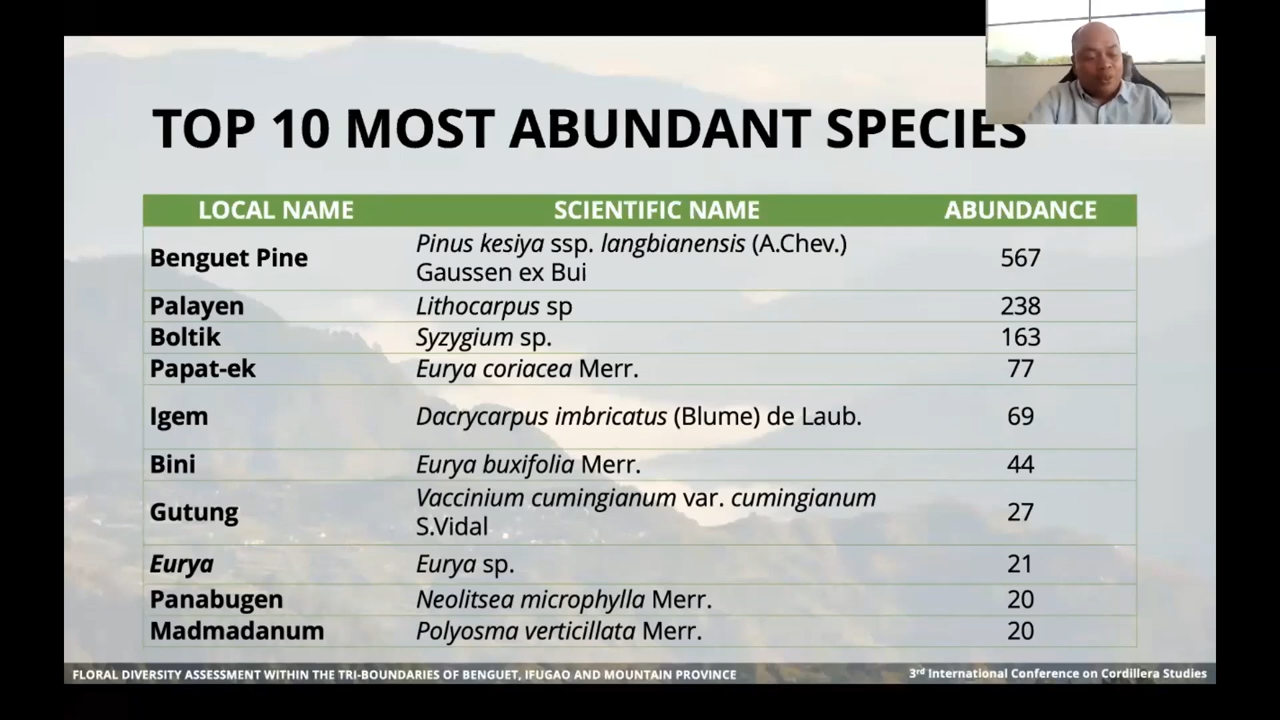 TOP 10 MOST ABUNDANT SPECIES
LOCAL NAME SCIENTIFIC NAME ABUNDANCE
Benguet Pine Pinus kesiya ssp. langbianensis (A.Chev.) Gaussen ex Bui 567
Palayen Lithocarpus sp 238
Boltik Syzygium sp. 163
Papat-ek Eurya coriacea Merr. 77
Igem Dacrycarpus imbricatus (Blume) de Laub. 69
Bini Eurya buxifolia Merr. 44
Gutung Vaccinium cumingianum var. cumingianum S.Vidal 27
Eurya Eurya sp. 21
Panabugen Neolitsea microphylla Merr. 20
Madmadanum Polyosma verticillata Merr. 20
FLORAL DIVERSITY ASSESSMENT WITHIN THE TRI-BOUNDARIES OF BENGUET, IFUGAO AND MOUNTAIN PROVINCE
3rd International Conference on Cordillera Studies